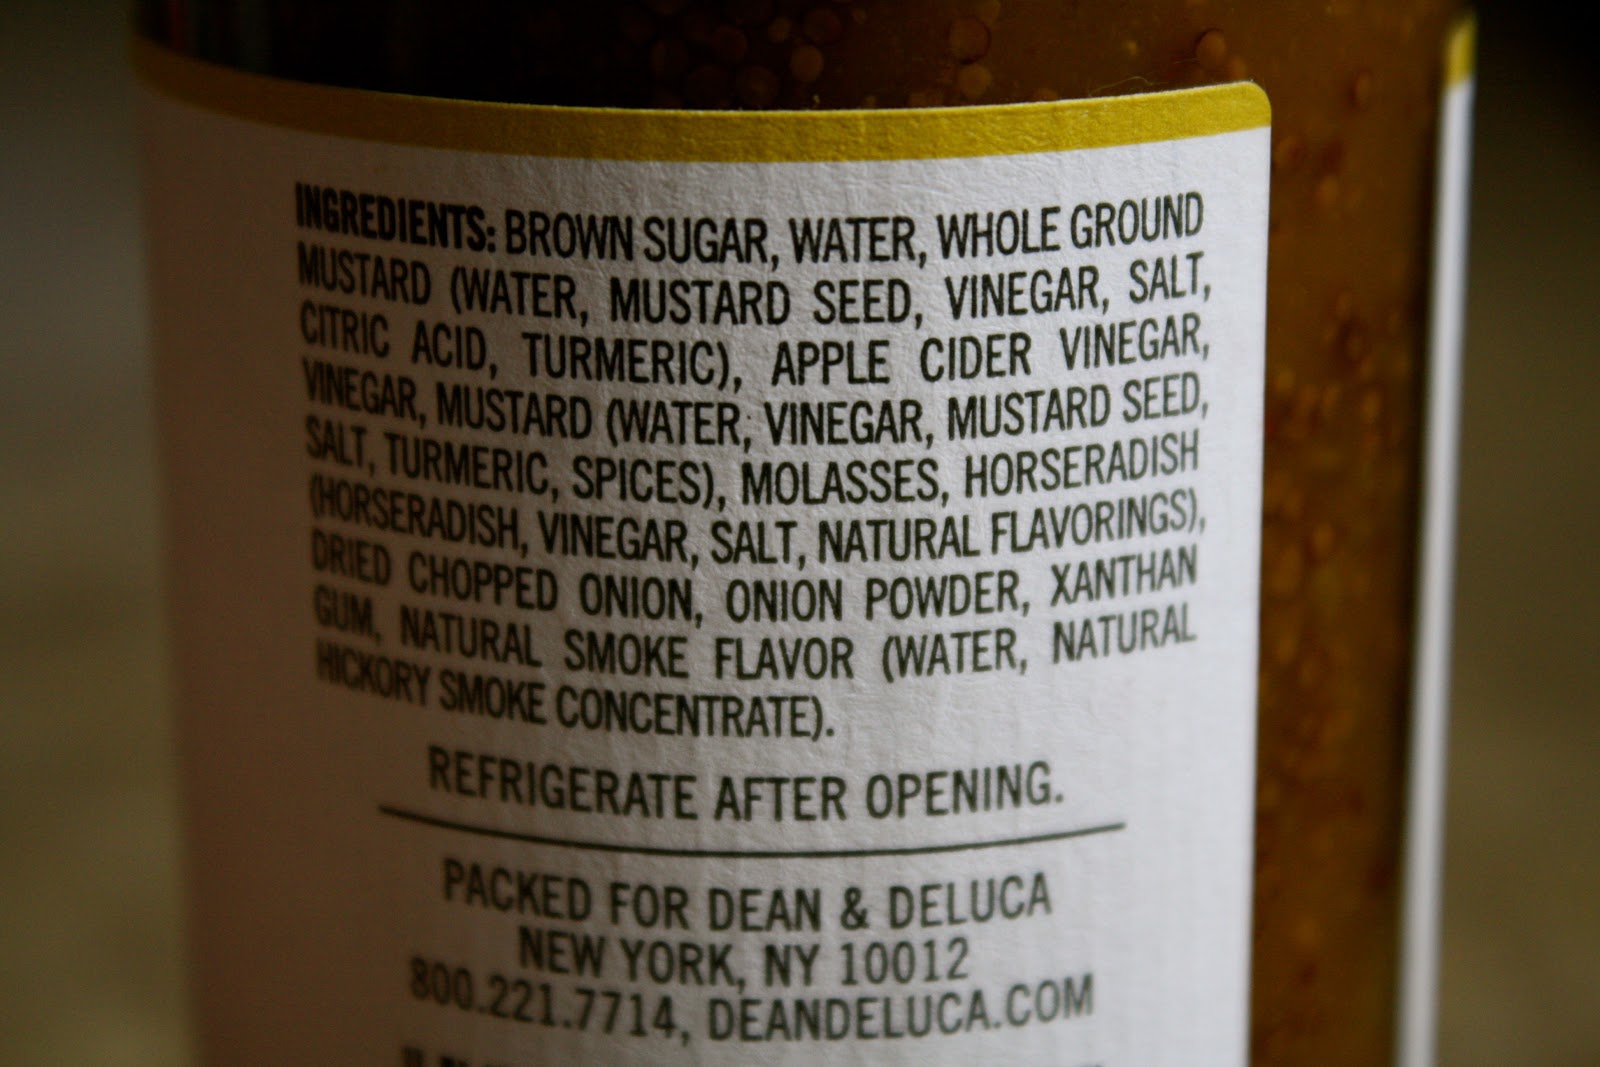 INGREDIENTS: BROWN SUGAR, WATER, WHOLE GROUND
MUSTARD (WATER, MUSTARD SEED, VINEGAR, SALT,
CITRIC ACID, TURMERIC), APPLE CIDER VINEGAR,
VINEGAR, MUSTARD (WATER, VINEGAR, MUSTARD SEED,
SALT, TURMERIC, SPICES), MOLASSES, HORSERADISH
(HORSERADISH, VINEGAR, SALT, NATURAL FLAVORINGS),
DRIED CHOPPED ONION, ONION POWDER, XANTHAN
GUM, NATURAL SMOKE FLAVOR (WATER, NATURAL
HICKORY SMOKE CONCENTRATE).
REFRIGERATE AFTER OPENING.
PACKED FOR DEAN & DELUCA
NEW YORK, NY 10012
800.221.7714, DEANDELUCA.COM